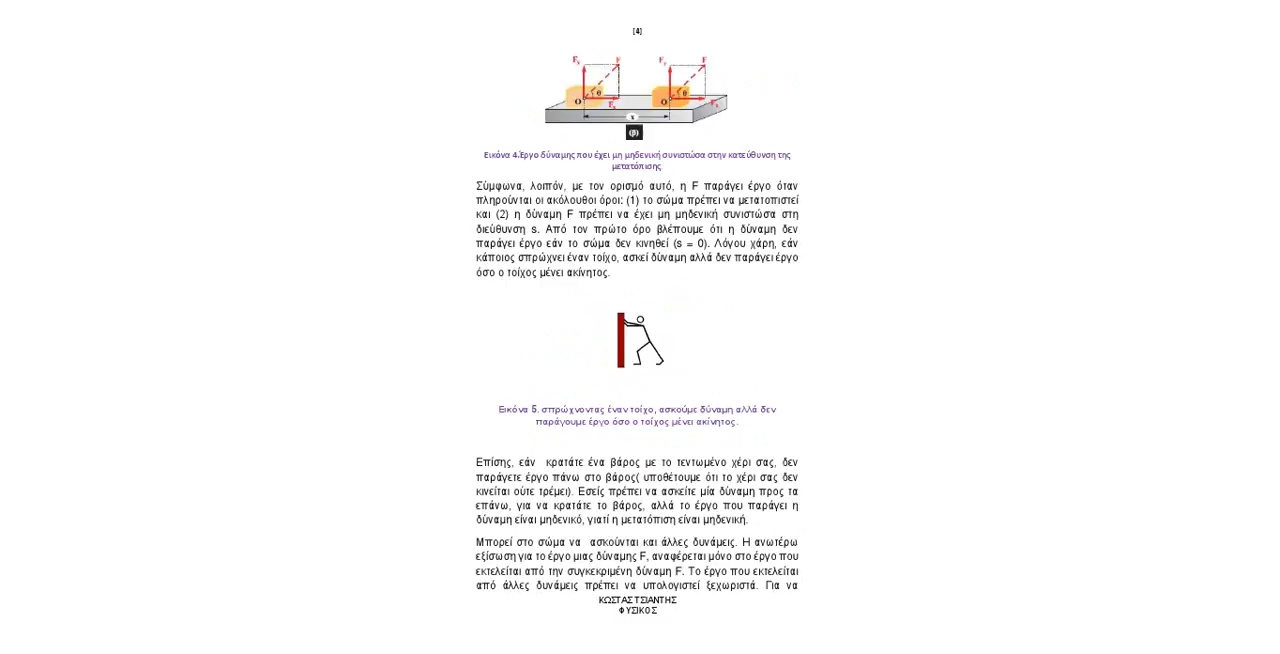 [4]
Fx F Fy F
O θ Fx O θ Fx
x
(β)
Εικόνα 4.Έργο δύναμης που έχει μη μηδενική συνιστώσα στην κατεύθυνση της
μετατόπισης.
Σύμφωνα, λοιπόν, με τον ορισμό αυτό, η F παράγει έργο όταν
πληρούνται οι ακόλουθοι όροι: (1) το σώμα πρέπει να μετατοπιστεί
και (2) η δύναμη F πρέπει να έχει μη μηδενική συνιστώσα στη
διεύθυνση s. Από τον πρώτο όρο βλέπουμε ότι η δύναμη δεν
παράγει έργο εάν το σώμα δεν κινηθεί (s = 0). Λόγου χάρη, εάν
κάποιος σπρώχνει έναν τοίχο, ασκεί δύναμη αλλά δεν παράγει έργο
όσο ο τοίχος μένει ακίνητος.
Εικόνα 5. σπρώχνοντας έναν τοίχο, ασκούμε δύναμη αλλά δεν
παράγουμε έργο όσο ο τοίχος μένει ακίνητος.
Επίσης, εάν κρατάτε ένα βάρος με το τεντωμένο χέρι σας, δεν
παράγετε έργο πάνω στο βάρος( υποθέτουμε ότι το χέρι σας δεν
κινείται ούτε τρέμει). Εσείς πρέπει να ασκείτε μία δύναμη προς τα
επάνω, για να κρατάτε το βάρος, αλλά το έργο που παράγει η
δύναμη είναι μηδενικό, γιατί η μετατόπιση είναι μηδενική.
Μπορεί στο σώμα να ασκούνται και άλλες δυνάμεις. Η ανωτέρω
εξίσωση για το έργο μιας δύναμης F, αναφέρεται μόνο στο έργο που
εκτελείται από την συγκεκριμένη δύναμη F. Το έργο που εκτελείται
από άλλες δυνάμεις πρέπει να υπολογιστεί ξεχωριστά. Για να
ΚΩΣΤΑΣ ΤΣΙΑΝΤΗΣ
ΦΥΣΙΚΟΣ